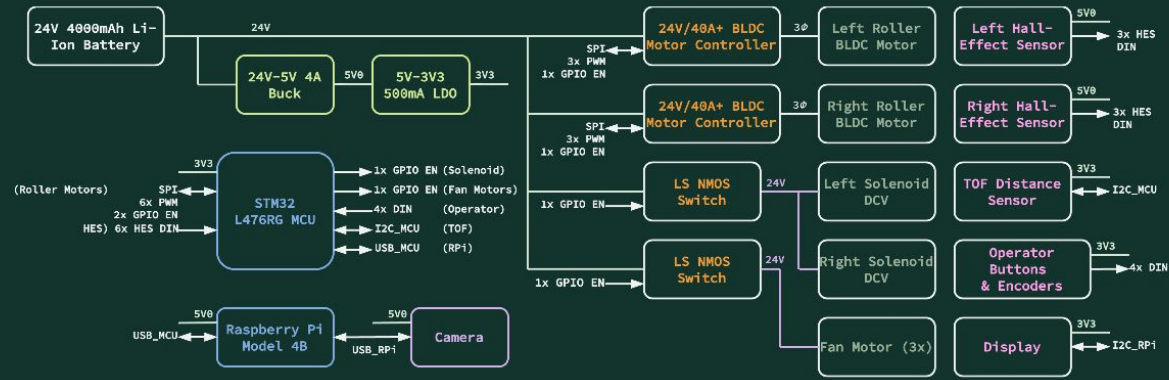 24V 4000mAh Li-
Ion Battery
24V
24V-5V 4A
Buck
5V0
5V-3V3
500mA LDO
3V3
3V3
(Roller Motors)
SPI
6x PWM
2x GPIO EN
HES) 6x HES DIN
STM32
L476RG MCU
1x GPIO EN (Solenoid)
1x GPIO EN (Fan Motors)
4x DIN (Operator)
I2C_MCU (TOF)
USB_MCU (RPi)
5V0
USB_MCU
Raspberry Pi
Model 4B
USB_RPi
5V0
Camera
24V/40A+ BLDC
Motor Controller
SPI
3x PWM
1x GPIO EN
3Φ
Left Roller
BLDC Motor
24V/40A+ BLDC
Motor Controller
SPI
3x PWM
1x GPIO EN
3Φ
Right Roller
BLDC Motor
LS NMOS
Switch
1x GPIO EN
24V
Left Solenoid
DCV
Right Solenoid
DCV
LS NMOS
Switch
1x GPIO EN
24V
Fan Motor (3x)
Left Hall-
Effect Sensor
5V0
3x HES
DIN
Right Hall-
Effect Sensor
5V0
3x HES
DIN
TOF Distance
Sensor
3V3
I2C_MCU
Operator
Buttons
& Encoders
3V3
4x DIN
Display
3V3
I2C_RPi